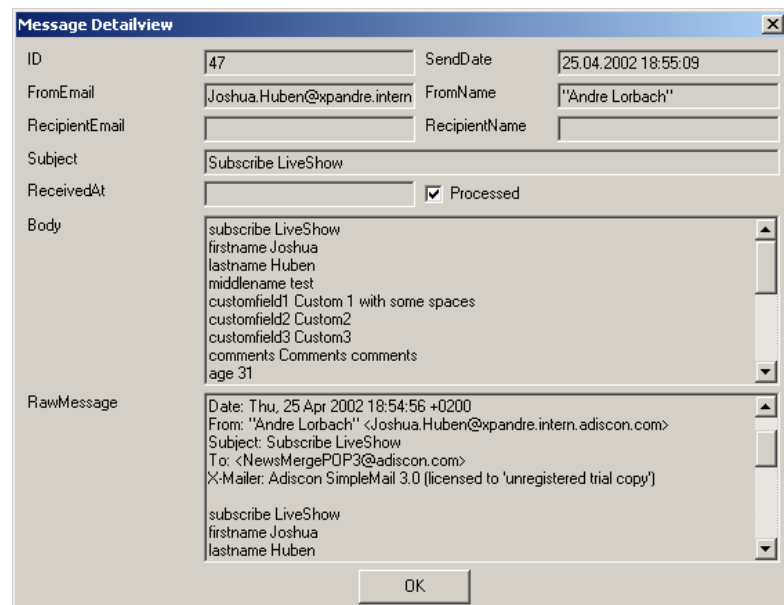 Message Detailview
ID 47 SendDate 25.04.2002 18:55:09
FromEmail Joshua.Huben@xpandre.intern FromName "Andre Lorbach"
RecipientEmail RecipientName
Subject Subscribe LiveShow
ReceivedAt Processed
Body subscribe LiveShow
firstname Joshua
lastname Huben
middlename test
customfield1 Custom 1 with some spaces
customfield2 Custom2
customfield3 Custom3
comments Comments comments
age 31
RawMessage Date: Thu, 25 Apr 2002 18:54:56 +0200
From: "Andre Lorbach" <Joshua.Huben@xpandre.intern.adiscon.com>
Subject: Subscribe LiveShow
To: <NewsMergePOP3@adiscon.com>
X-Mailer: Adiscon SimpleMail 3.0 (licensed to 'unregistered trial copy')
subscribe LiveShow
firstname Joshua
lastname Huben
OK